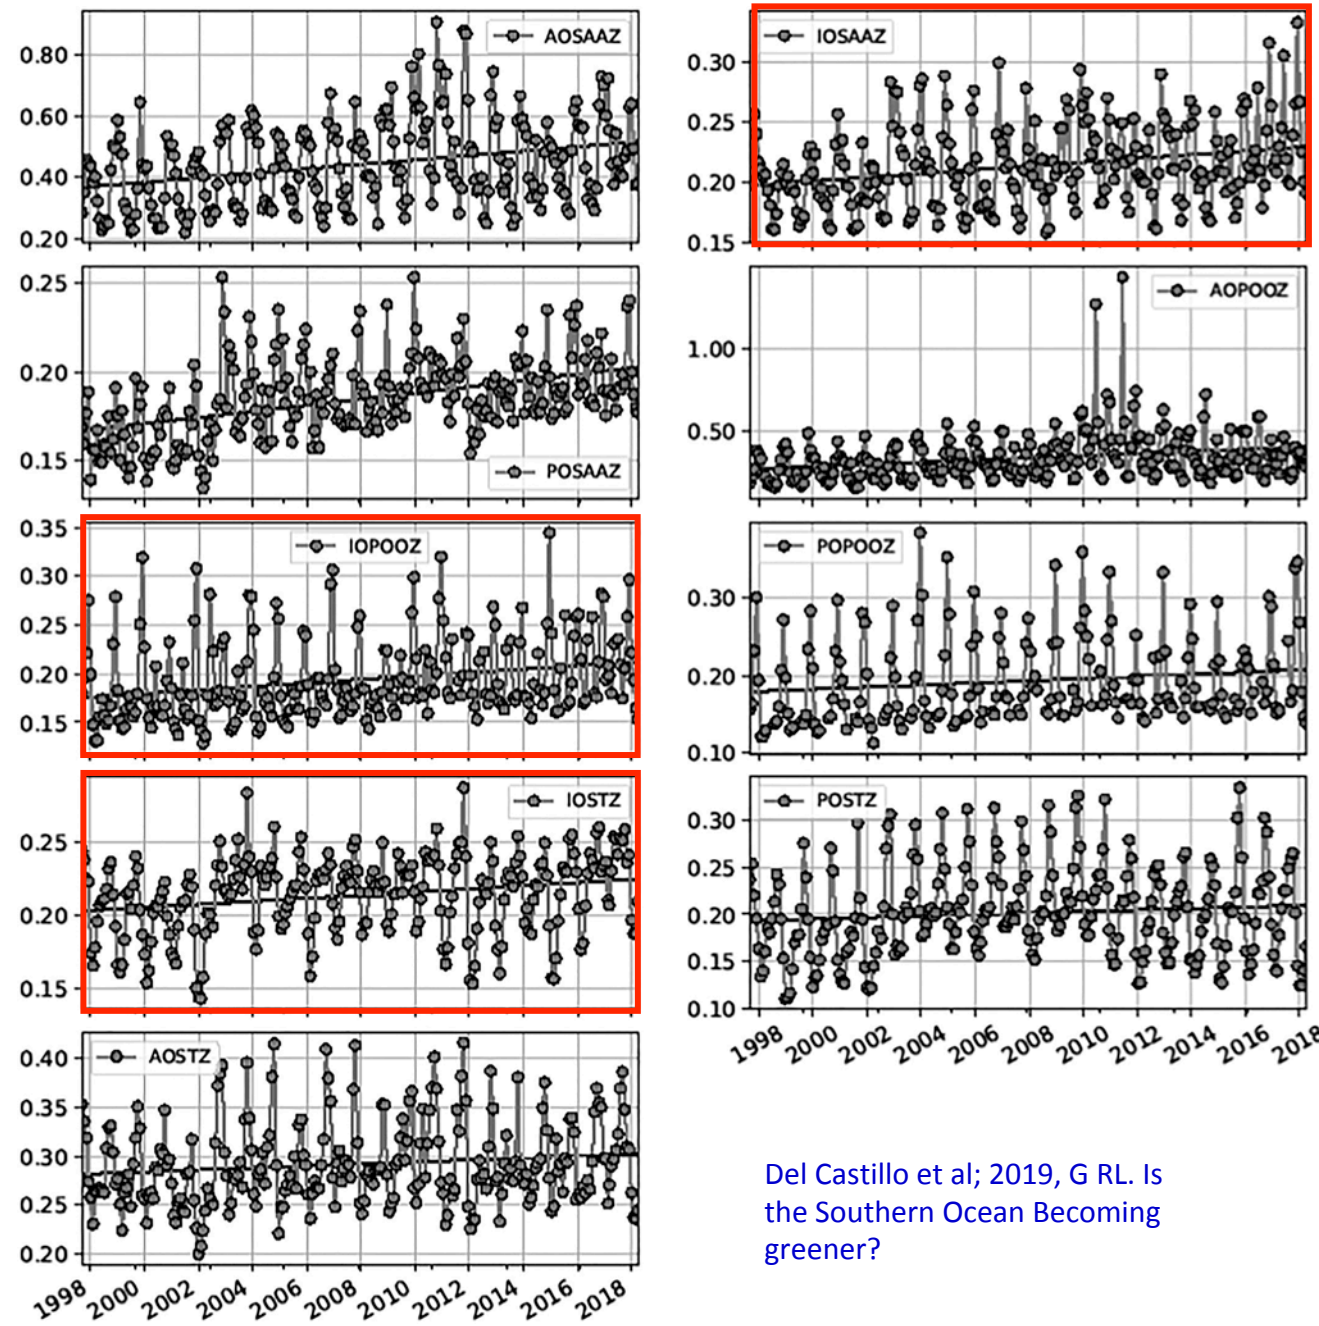 AOSAAZ
0.80
0.60
0.40
0.20
IOSAAZ
0.30
0.25
0.20
0.15
POSAAZ
0.25
0.20
0.15
AOPOOZ
1.00
0.50
IOPOOZ
0.35
0.30
0.25
0.20
0.15
POPOOZ
0.30
0.20
0.10
IOSTZ
0.25
0.20
0.15
POSTZ
0.30
0.25
0.20
0.15
0.10
1998 2000 2002 2004 2006 2008 2010 2012 2014 2016 2018
AOSTZ
0.40
0.35
0.30
0.25
0.20
1998 2000 2002 2004 2006 2008 2010 2012 2014 2016 2018
Del Castillo et al; 2019, G RL. Is
the Southern Ocean Becoming
greener?